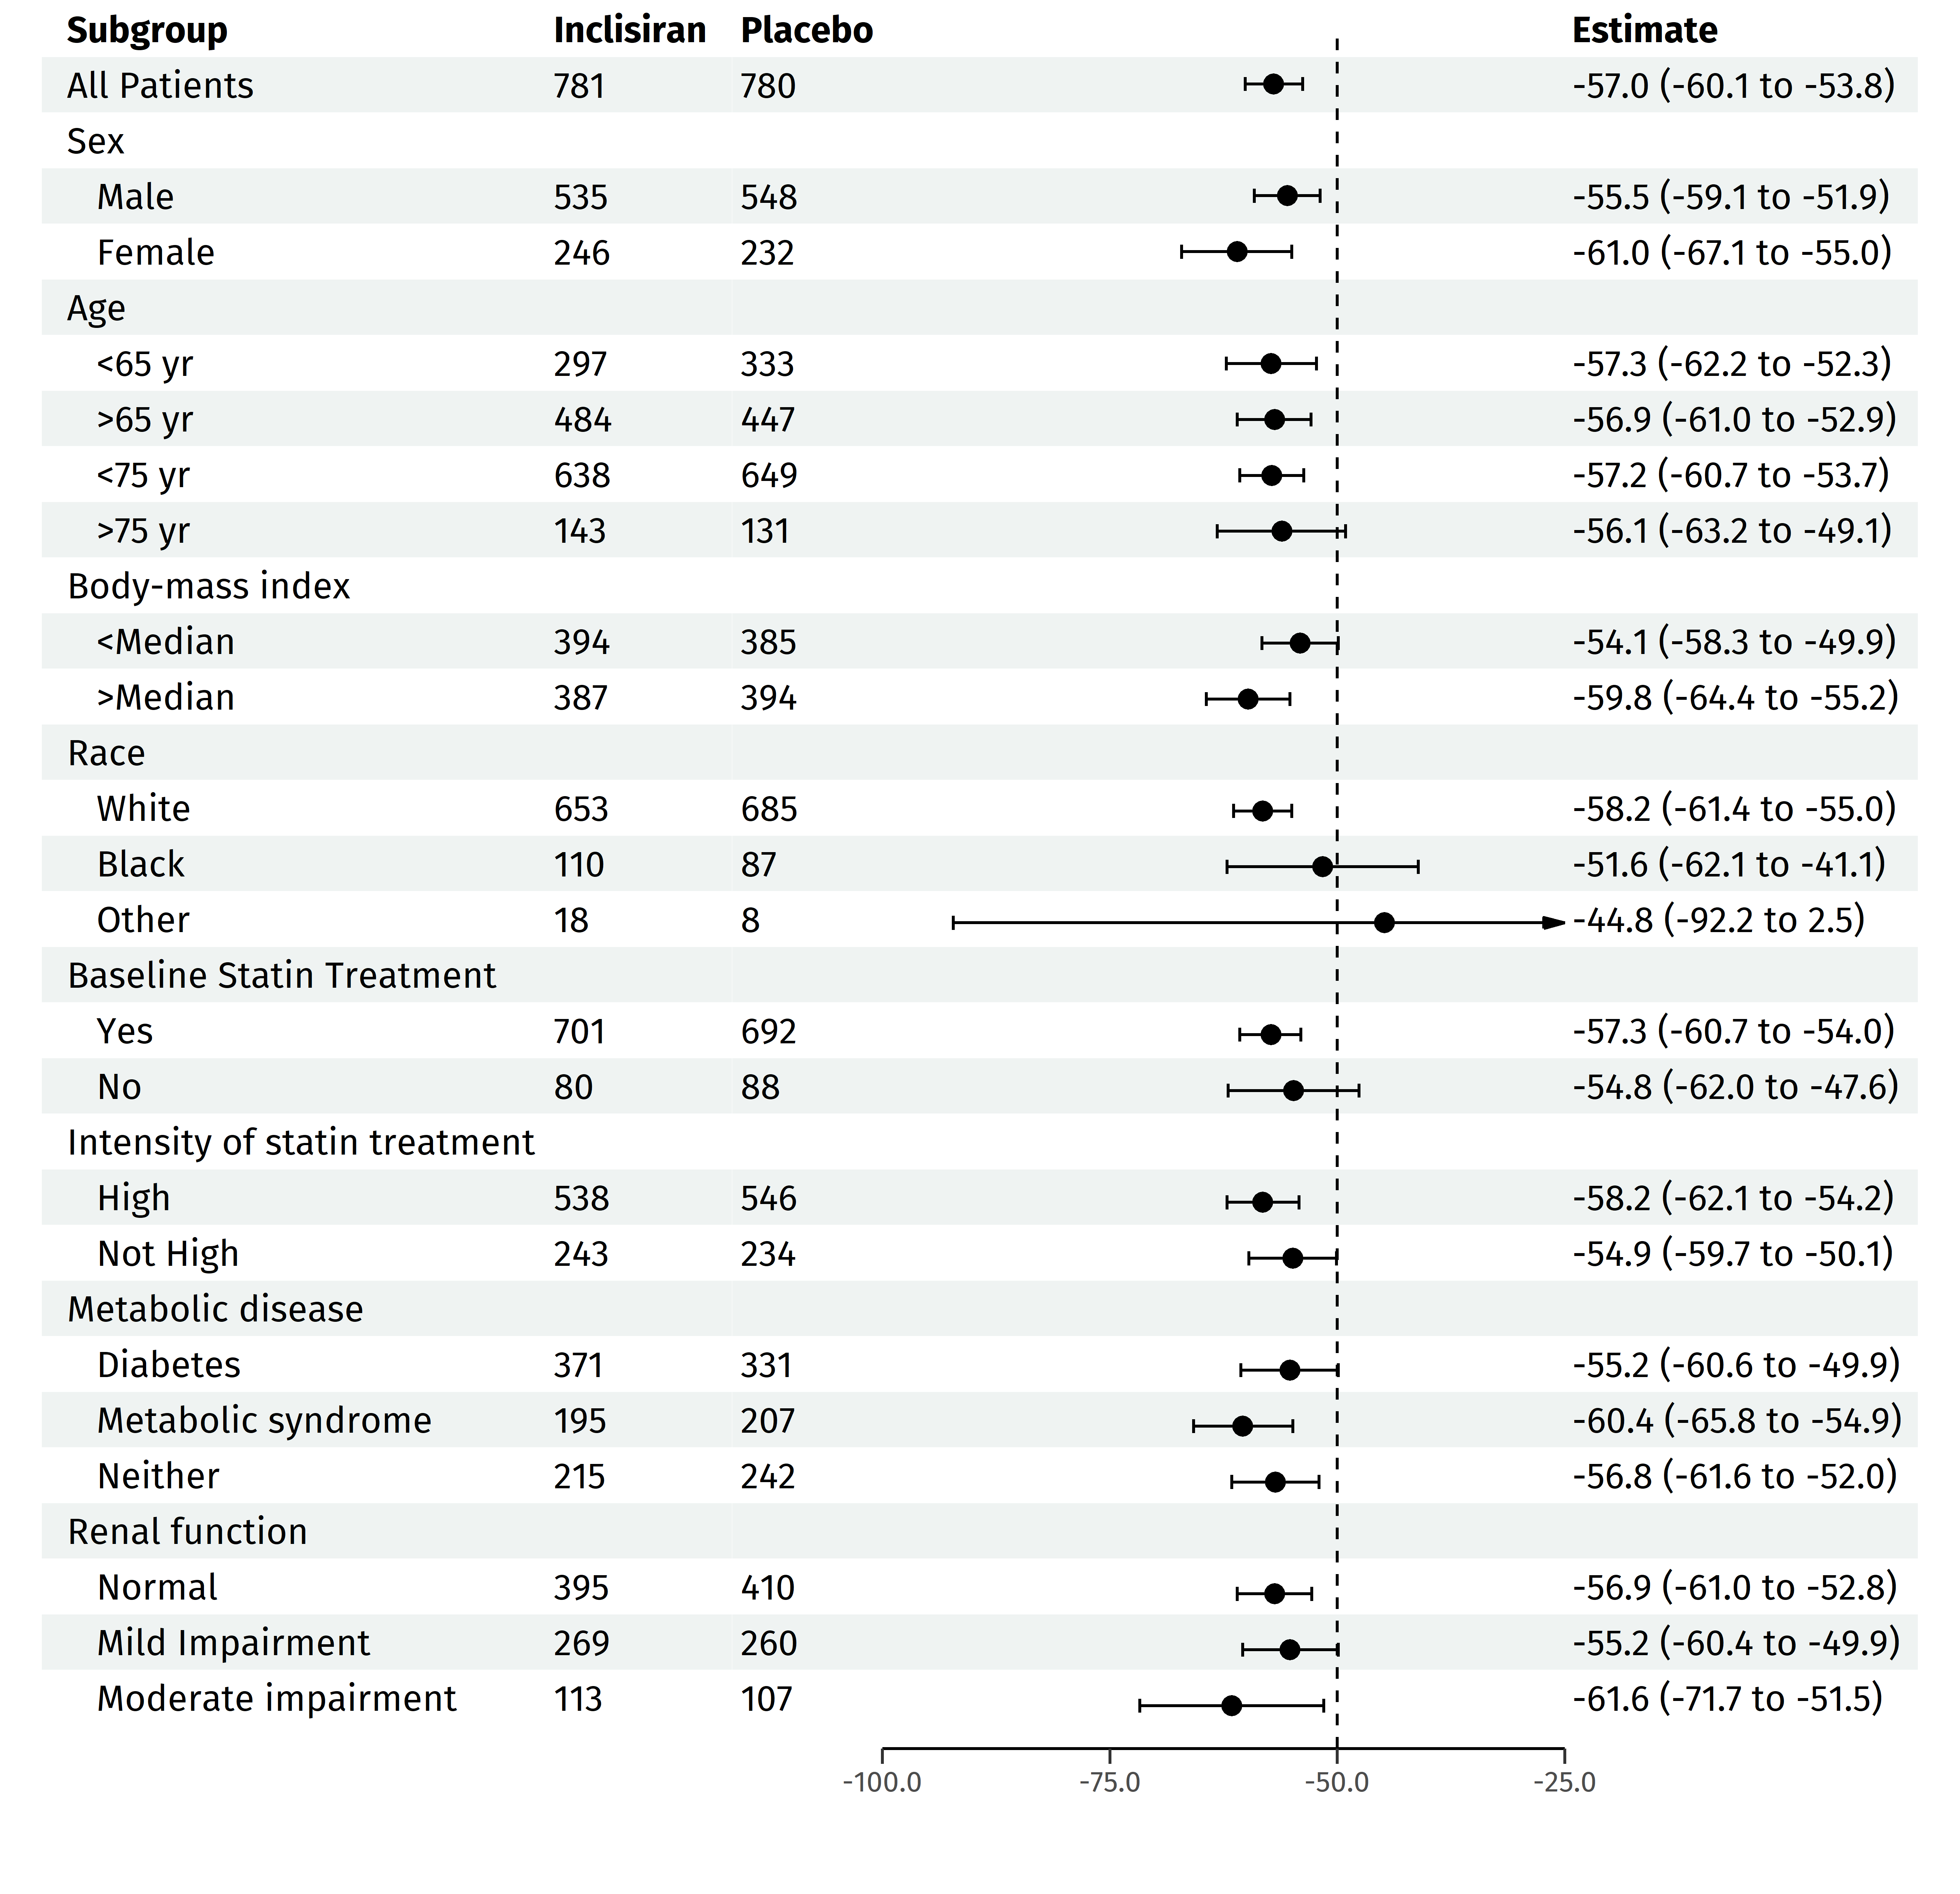 Subgroup Inclisiran Placebo Estimate
All Patients 781 780 -57.0 (-60.1 to -53.8)
Sex
Male 535 548 -55.5 (-59.1 to -51.9)
Female 246 232 -61.0 (-67.1 to -55.0)
Age
<65 yr 297 333 -57.3 (-62.2 to -52.3)
>65 yr 484 447 -56.9 (-61.0 to -52.9)
<75 yr 638 649 -57.2 (-60.7 to -53.7)
>75 yr 143 131 -56.1 (-63.2 to -49.1)
Body-mass index
<Median 394 385 -54.1 (-58.3 to -49.9)
>Median 387 394 -59.8 (-64.4 to -55.2)
Race
White 653 685 -58.2 (-61.4 to -55.0)
Black 110 87 -51.6 (-62.1 to -41.1)
Other 18 8 -44.8 (-92.2 to 2.5)
Baseline Statin Treatment
Yes 701 692 -57.3 (-60.7 to -54.0)
No 80 88 -54.8 (-62.0 to -47.6)
Intensity of statin treatment
High 538 546 -58.2 (-62.1 to -54.2)
Not High 243 234 -54.9 (-59.7 to -50.1)
Metabolic disease
Diabetes 371 331 -55.2 (-60.6 to -49.9)
Metabolic syndrome 195 207 -60.4 (-65.8 to -54.9)
Neither 215 242 -56.8 (-61.6 to -52.0)
Renal function
Normal 395 410 -56.9 (-61.0 to -52.8)
Mild Impairment 269 260 -55.2 (-60.4 to -49.9)
Moderate impairment 113 107 -61.6 (-71.7 to -51.5)
-100.0 -75.0 -50.0 -25.0